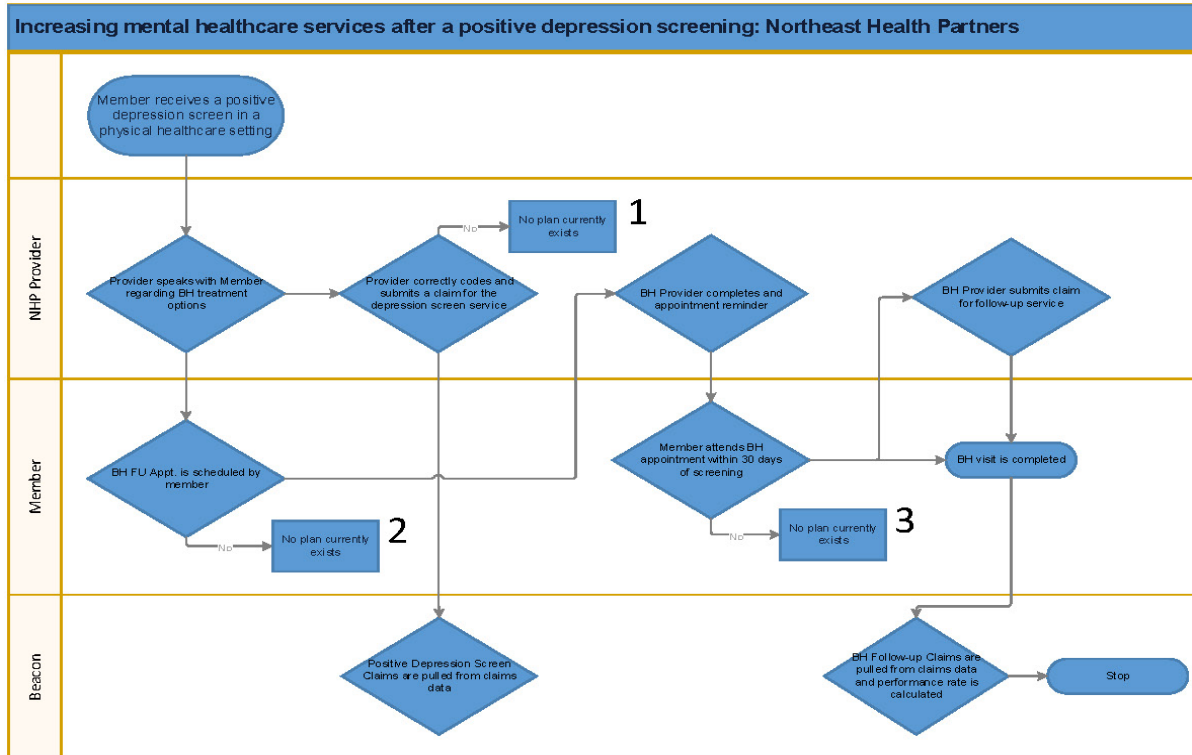 Increasing mental healthcare services after a positive depression screening: Northeast Health Partners
Member receives a positive
depression screen in a
physical healthcare setting
NHP Provider
No plan currently
exists
1
No
Provider speaks with Member
regarding BH treatment
options
Provider correctly codes and
submits a claim for the
depression screen service
BH Provider completes and
appointment reminder
BH Provider submits claim
for follow-up service
Member
BH FU Appt. is scheduled by
member
Member attends BH
appointment within 30 days
of screening
BH visit is completed
No
No plan currently
exists
2
No
No plan currently
exists
3
Beacon
Positive Depression Screen
Claims are pulled from claims
data
BH Follow-up Claims are
pulled from claims data
and performance rate is
calculated
Stop